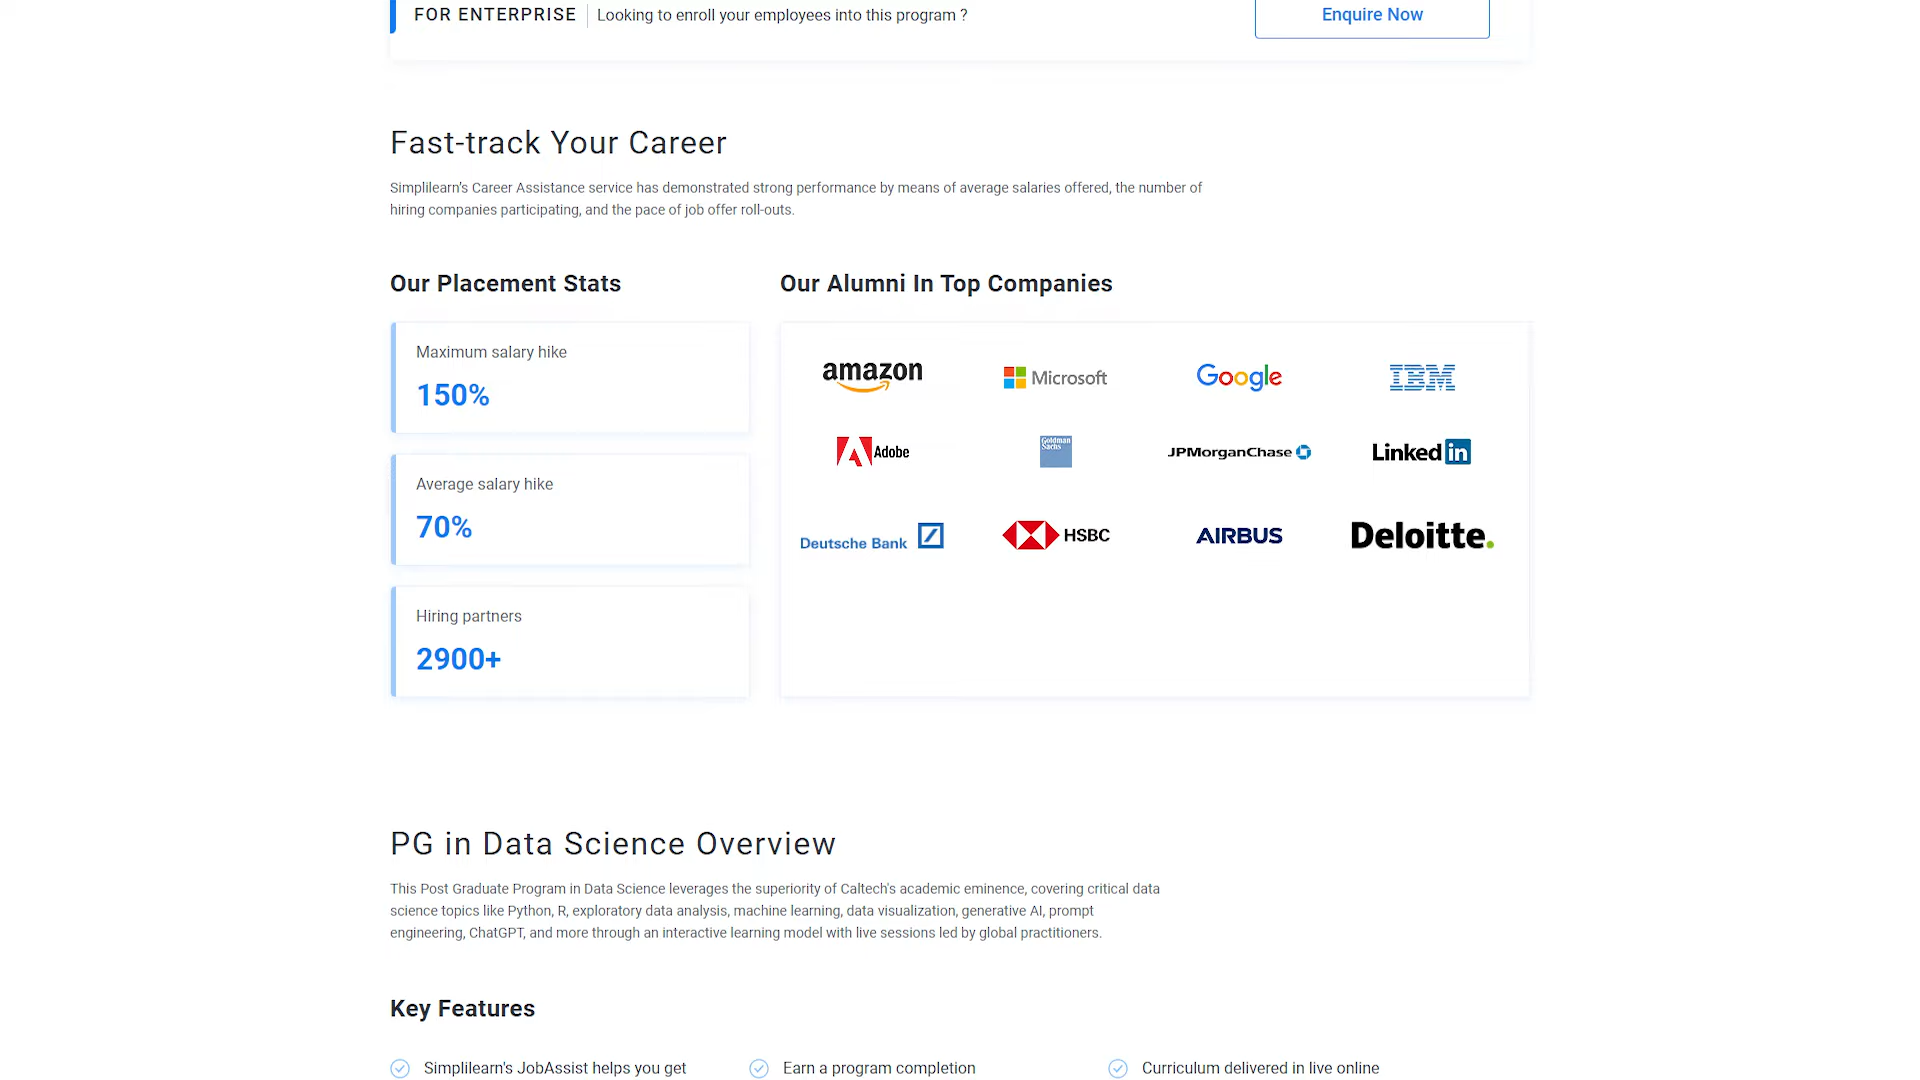 FOR ENTERPRISE
Looking to enroll your employees into this program ?
Enquire Now
Fast-track Your Career
Simplilearn’s Career Assistance service has demonstrated strong performance by means of average salaries offered, the number of
hiring companies participating, and the pace of job offer roll-outs.
Our Placement Stats
Maximum salary hike
150%
Average salary hike
70%
Hiring partners
2900+
Our Alumni In Top Companies
amazon
Microsoft
Google
IBM
Adobe
Goldman
Sachs
JPMorganChase
Linked in
Deutsche Bank
HSBC
AIRBUS
Deloitte.
PG in Data Science Overview
This Post Graduate Program in Data Science leverages the superiority of Caltech's academic eminence, covering critical data
science topics like Python, R, exploratory data analysis, machine learning, data visualization, generative AI, prompt
engineering, ChatGPT, and more through an interactive learning model with live sessions led by global practitioners.
Key Features
Simplilearn's JobAssist helps you get
Earn a program completion
Curriculum delivered in live online